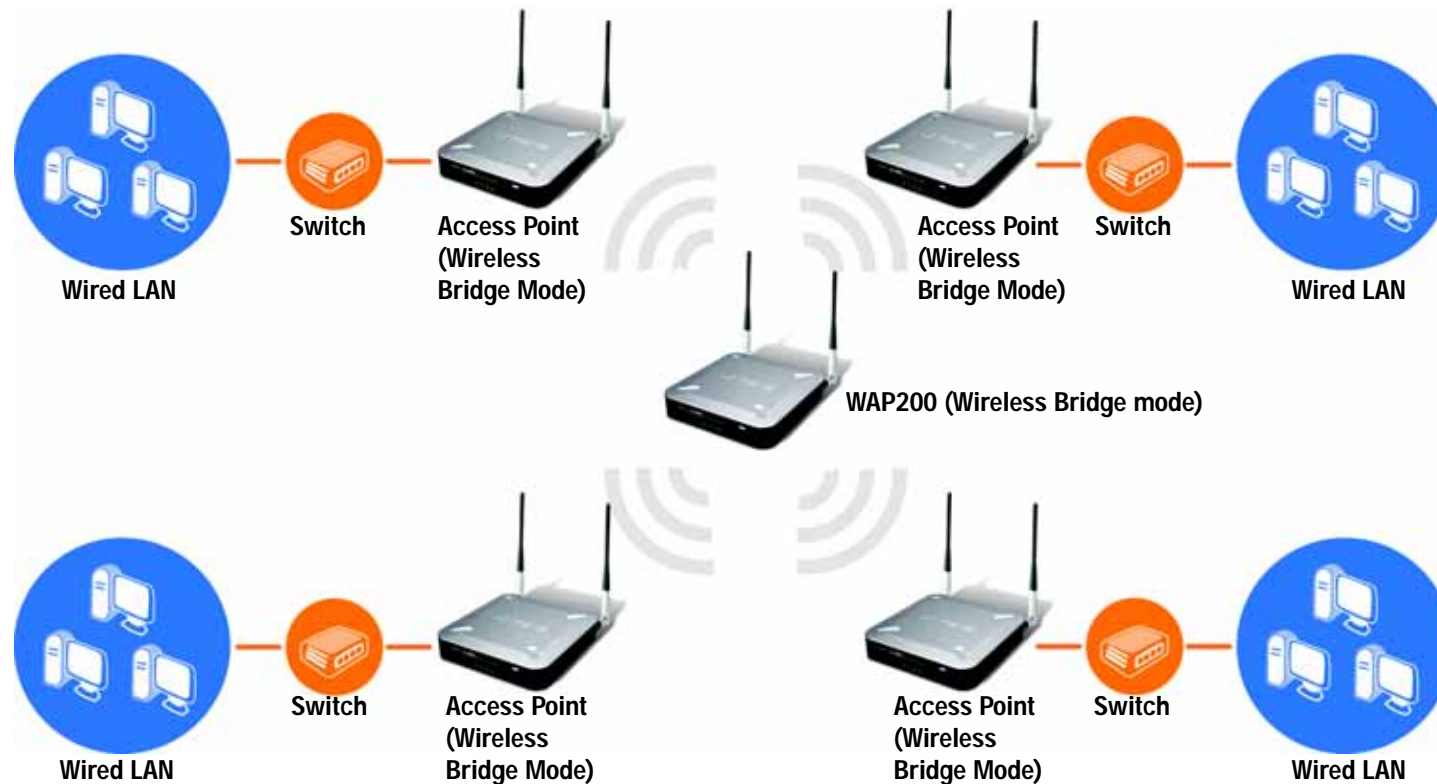 Switch
Access Point
(Wireless
Bridge Mode)
Wired LAN
Access Point
(Wireless
Bridge Mode)
Switch
Wired LAN
WAP200 (Wireless Bridge mode)
Switch
Access Point
(Wireless
Bridge Mode)
Wired LAN
Access Point
(Wireless
Bridge Mode)
Switch
Wired LAN